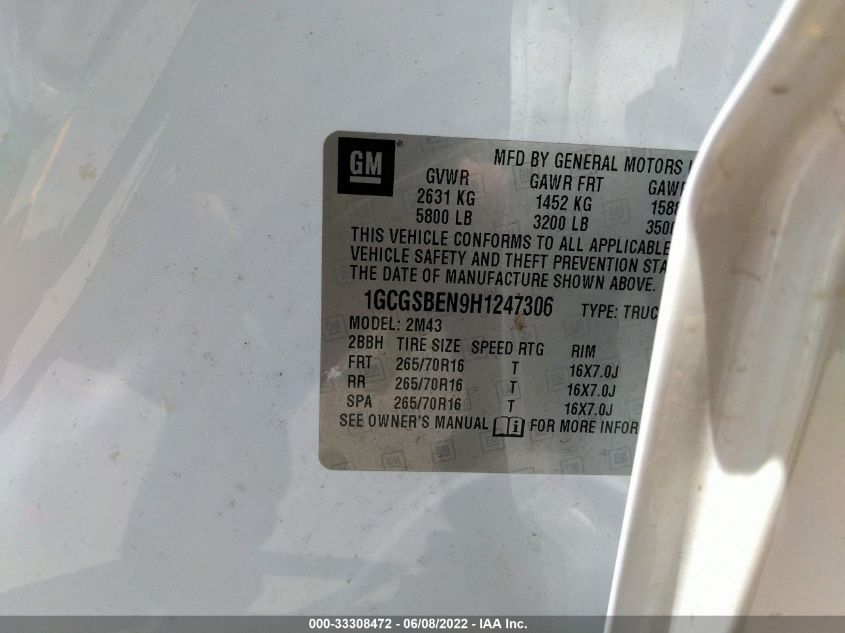 GM
MFD BY GENERAL MOTORS
GVWR GAWR FRT
2631 KG 1452 KG
5800 LB 3200 LB
THIS VEHICLE CONFORMS TO ALL APPLICABLE
VEHICLE SAFETY AND THEFT PREVENTION
THE DATE OF MANUFACTURE SHOWN ABOVE.
1GCGSBEN9H1247306 TYPE:
MODEL: 2M43
2BBH TIRE SIZE SPEED RTG RIM
FRT 265/70R16 T 16X7.0J
RR 265/70R16 T 16X7.0J
SPA 265/70R16 T 16X7.0J
SEE OWNER'S MANUAL i FOR MORE
000-33308472 - 06/08/2022 - IAA Inc.